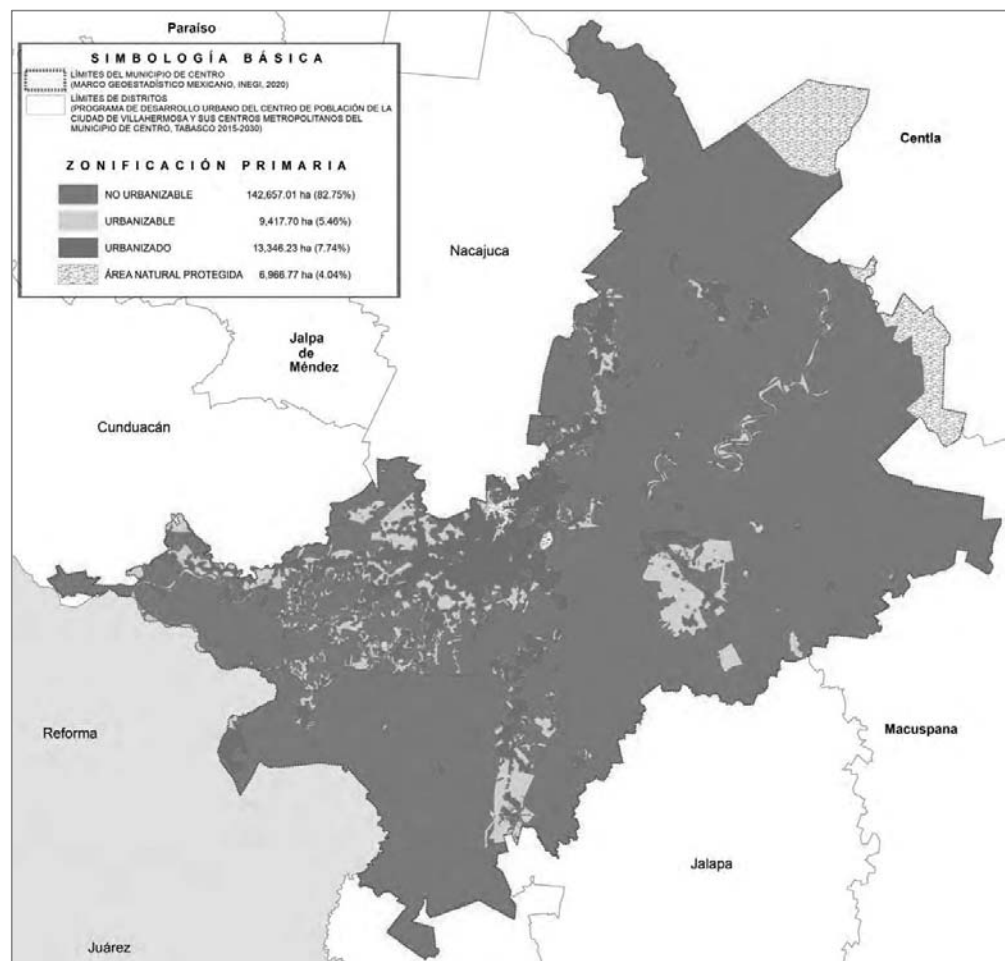 Paraíso
SIMBOLOGÍA BÁSICA
LÍMITES DEL MUNICIPIO DE CENTRO
(MARCO GEOESTADÍSTICO MEXICANO, INEGI, 2020)
LÍMITES DE DISTRITOS
(PROGRAMA DE DESARROLLO URBANO DEL CENTRO DE POBLACIÓN DE LA
CIUDAD DE VILLAHERMOSA Y SUS CENTROS METROPOLITANOS DEL
MUNICIPIO DE CENTRO, TABASCO 2015-2030)
ZONIFICACIÓN PRIMARIA
NO URBANIZABLE 142,657.01 ha (82.75%)
URBANIZABLE 9,417.70 ha (5.46%)
URBANIZADO 13,346.23 ha (7.74%)
ÁREA NATURAL PROTEGIDA 6,966.77 ha (4.04%)
Centla
Nacajuca
Jalpa
de
Méndez
Cunduacán
Reforma
Macuspana
Jalapa
Juárez